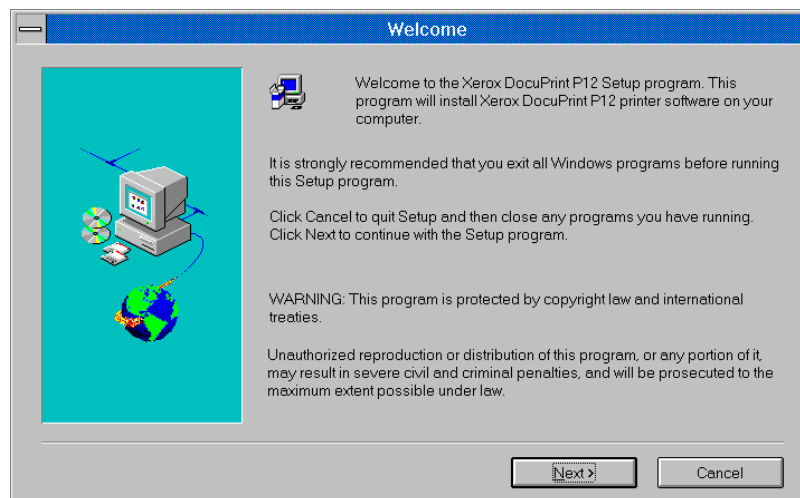 Welcome
Welcome to the Xerox DocuPrint P12 Setup program. This
program will install Xerox DocuPrint P12 printer software on your
computer.
It is strongly recommended that you exit all Windows programs before running
this Setup program.
Click Cancel to quit Setup and then close any programs you have running.
Click Next to continue with the Setup program.
WARNING: This program is protected by copyright law and international
treaties.
Unauthorized reproduction or distribution of this program, or any portion of it,
may result in severe civil and criminal penalties, and will be prosecuted to the
maximum extent possible under law.
Next>
Cancel